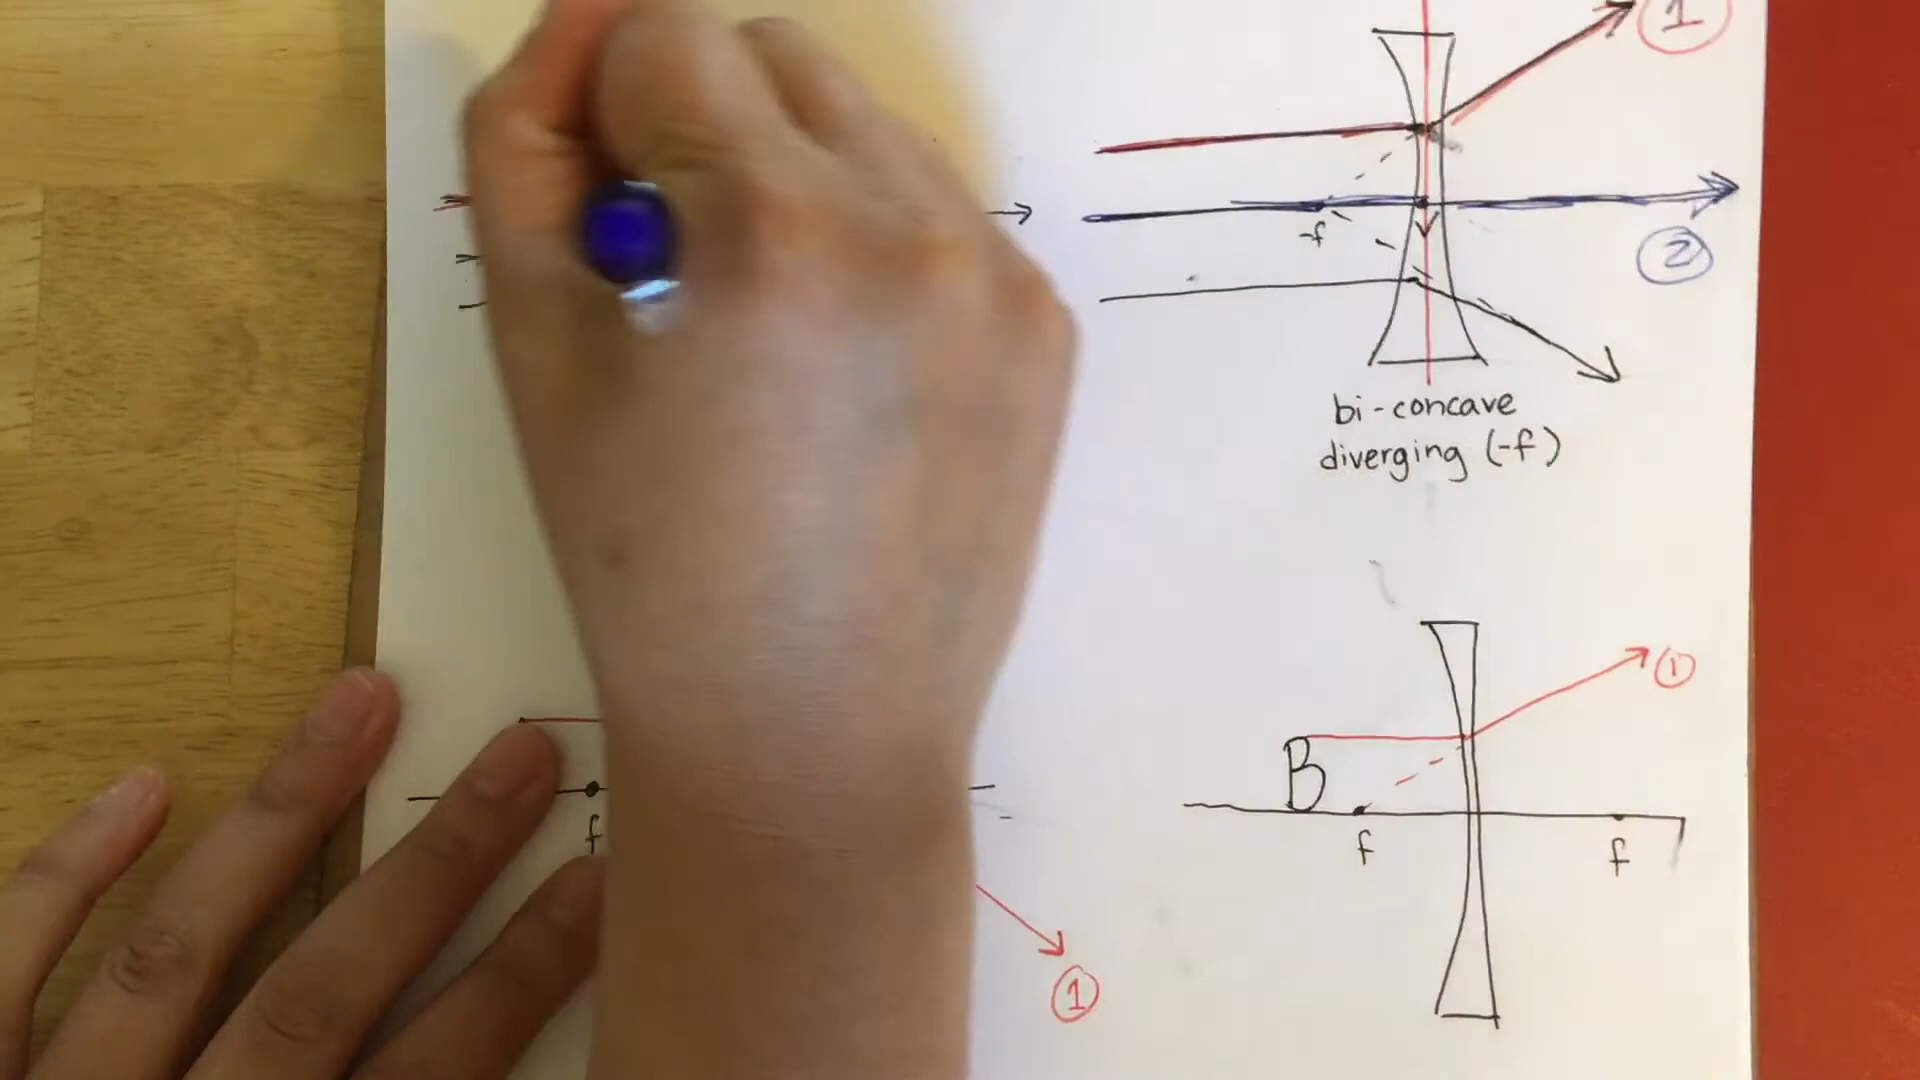 1
-f
2
bi-concave
diverging (-f)
1
B
f
f
f
1